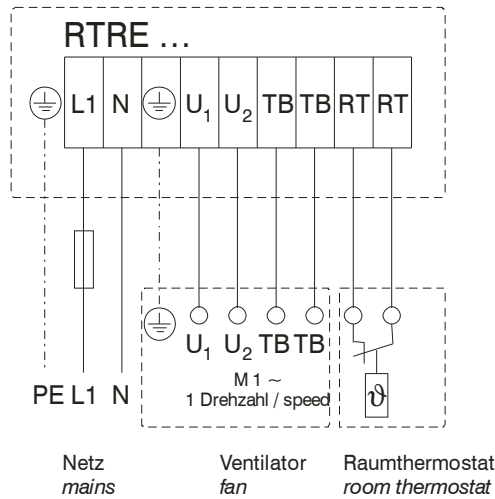 RTRE ...
L1 N U1 U2 TB TB RT RT
U1 U2 TB TB
M 1 ~
1 Drehzahl / speed
ϑ
PE L1 N
Netz Ventilator Raumthermostat
mains fan room thermostat